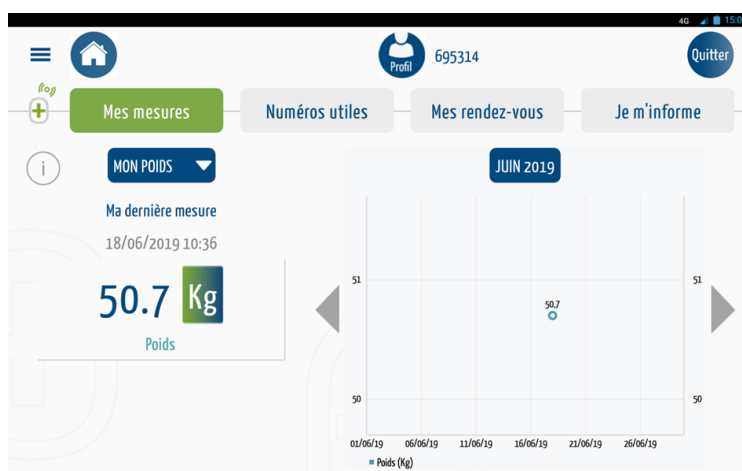 4G 15:0
Profil 695314 Quitter
Mes mesures Numéros utiles Mes rendez-vous Je m'informe
i MON POIDS JUIN 2019
Ma dernière mesure
18/06/2019 10:36
50.7 Kg
Poids
51 51
50,7
50 50
01/06/19 06/06/19 11/06/19 16/06/19 21/06/19 26/06/19
Poids (Kg)